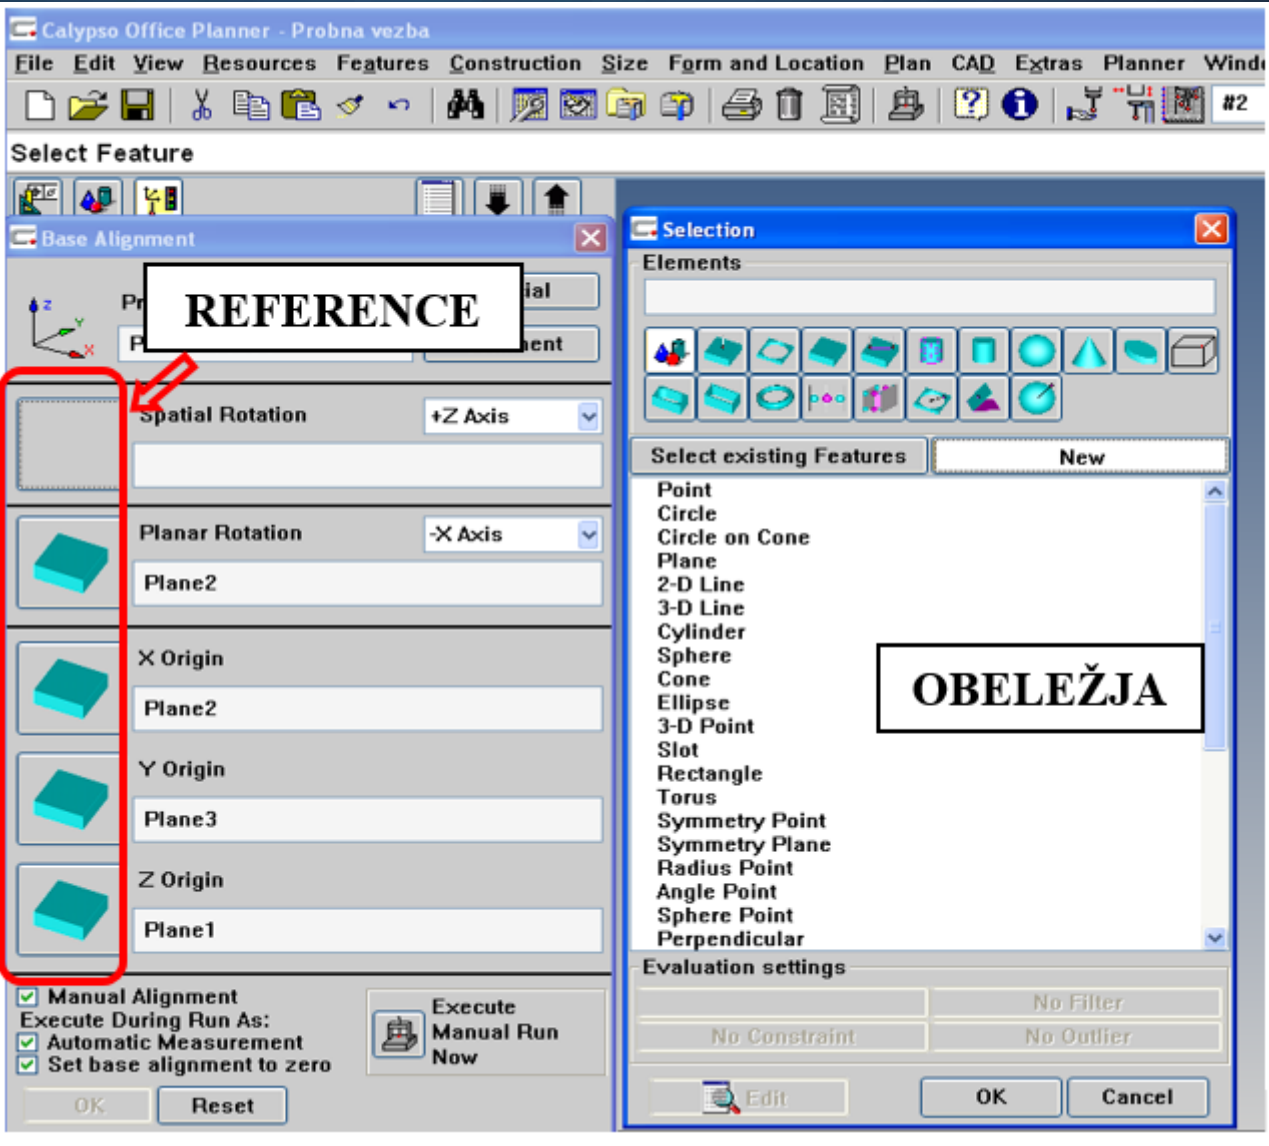 Calypso Office Planner - Probna vezba
File Edit View Resources Features Construction Size Form and Location Plan CAD Extras Planner
#2
Select Feature
Base Alignment
REFERENCE
Spatial Rotation
+Z Axis
Planar Rotation
-X Axis
Plane2
X Origin
Plane2
Y Origin
Plane3
Z Origin
Plane1
Manual Alignment
Execute During Run As:
Automatic Measurement
Set base alignment to zero
Execute
Manual Run
Now
OK
Reset
Selection
Elements
Select existing Features
New
Point
Circle
Circle on Cone
Plane
2-D Line
3-D Line
Cylinder
Sphere
Cone
Ellipse
3-D Point
Slot
Rectangle
Torus
Symmetry Point
Symmetry Plane
Radius Point
Angle Point
Sphere Point
Perpendicular
OBELEŽJA
Evaluation settings
No Filter
No Constraint
No Outlier
Edit
OK
Cancel